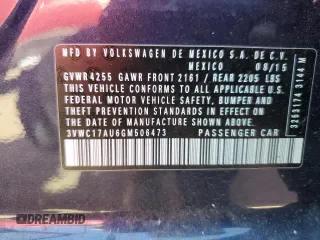 MFD BY VOLKSWAGEN DE MEXICO S.A. DE C.V.
MEXICO 08/15
GVWR 4255 GAWR FRONT 2161 / REAR 2205 LBS
THIS VEHICLE CONFORMS TO ALL APPLICABLE U.S.
FEDERAL MOTOR VEHICLE SAFETY, BUMPER, AND
THEFT PREVENTION STANDARDS IN EFFECT ON THE
DATE OF MANUFACTURE SHOWN ABOVE
3VWC17AU6GM506473 PASSENGER CAR
3253174 3144 M
DREAMBID